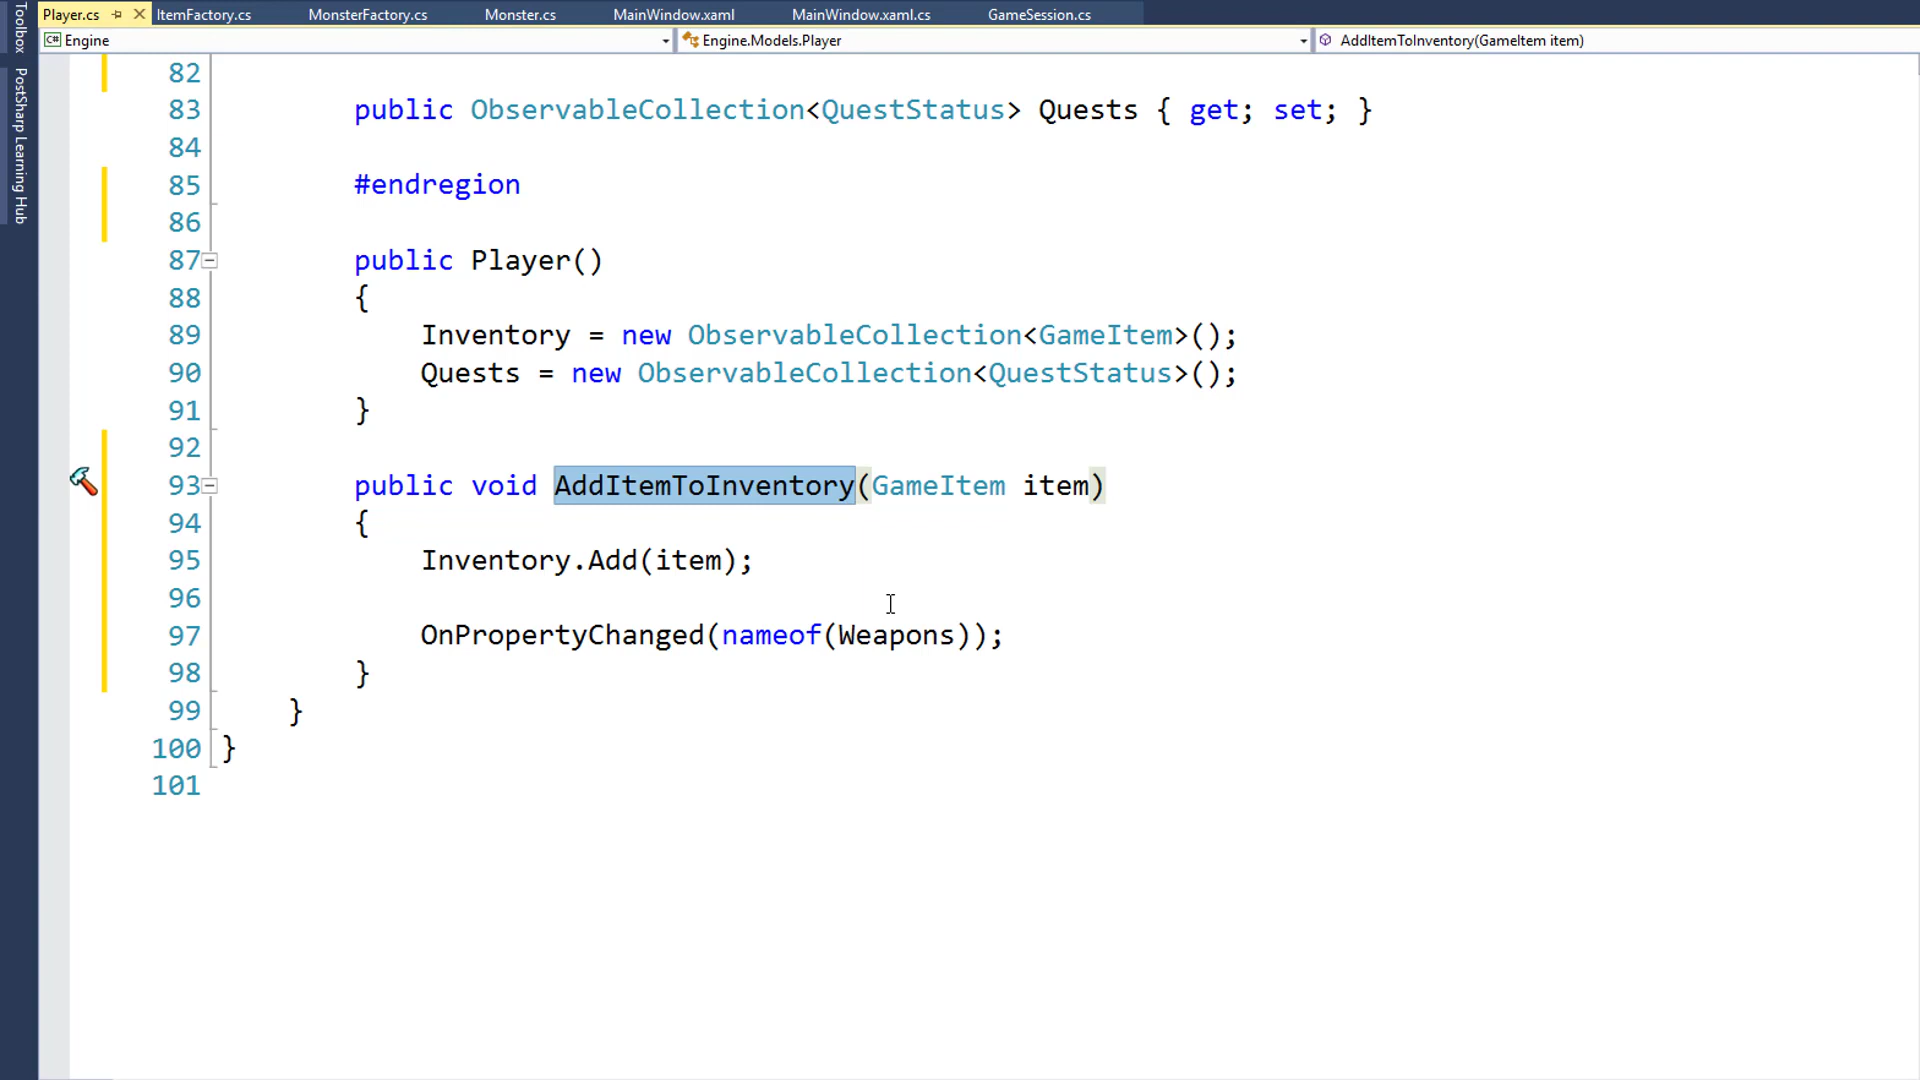 Player.cs ItemFactory.cs MonsterFactory.cs Monster.cs MainWindow.xaml MainWindow.xaml.cs GameSession.cs
Toolbox
PostSharp Learning Hub
C# Engine Engine.Models.Player AddItemToInventory(GameItem item)
82
83 public ObservableCollection<QuestStatus> Quests { get; set; }
84
85 #endregion
86
87 public Player()
88 {
89 Inventory = new ObservableCollection<GameItem>();
90 Quests = new ObservableCollection<QuestStatus>();
91 }
92
93 public void AddItemToInventory(GameItem item)
94 {
95 Inventory.Add(item);
96
97 OnPropertyChanged(nameof(Weapons));
98 }
99 }
100 }
101